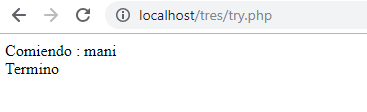 localhost/tres/try.php
Comiendo : mani
Termino